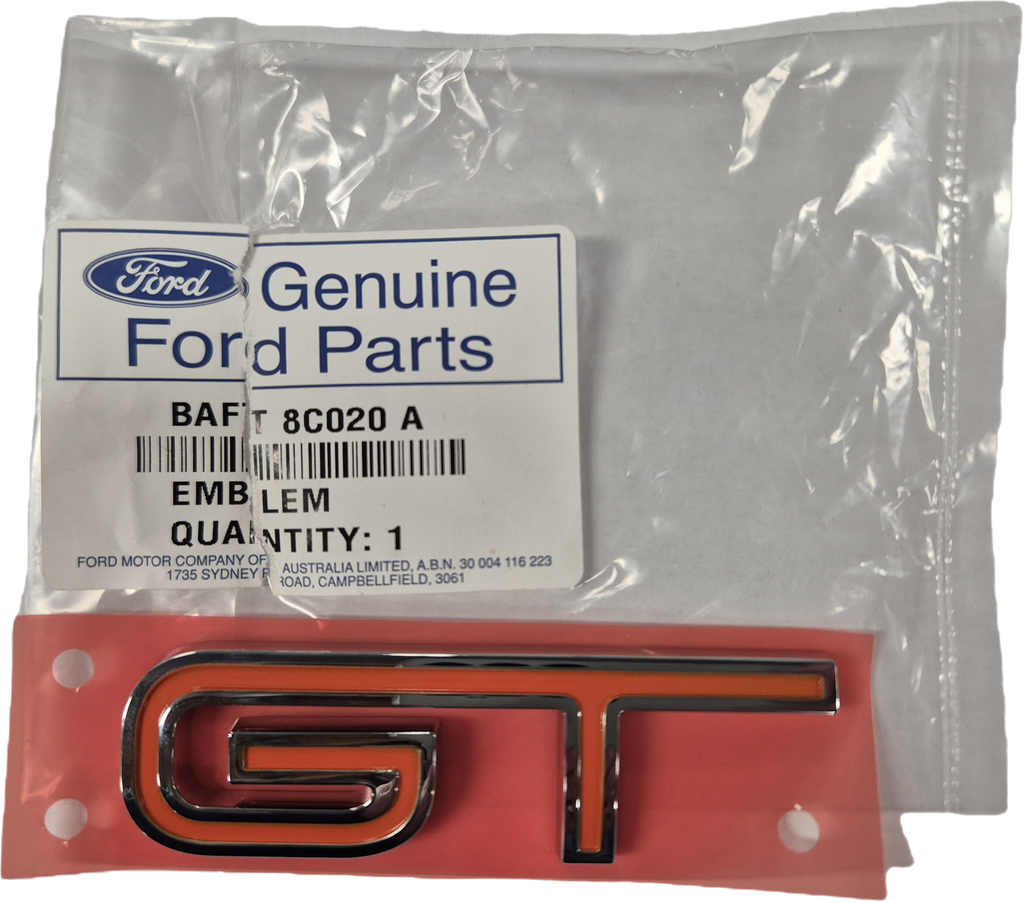 Ford Genuine
Ford Parts
BAFT 8C020 A
EMBLEM
QUANTITY: 1
FORD MOTOR COMPANY OF AUSTRALIA LIMITED, A.B.N. 30 004 116 223
1735 SYDNEY ROAD, CAMPBELLFIELD, 3061
GT